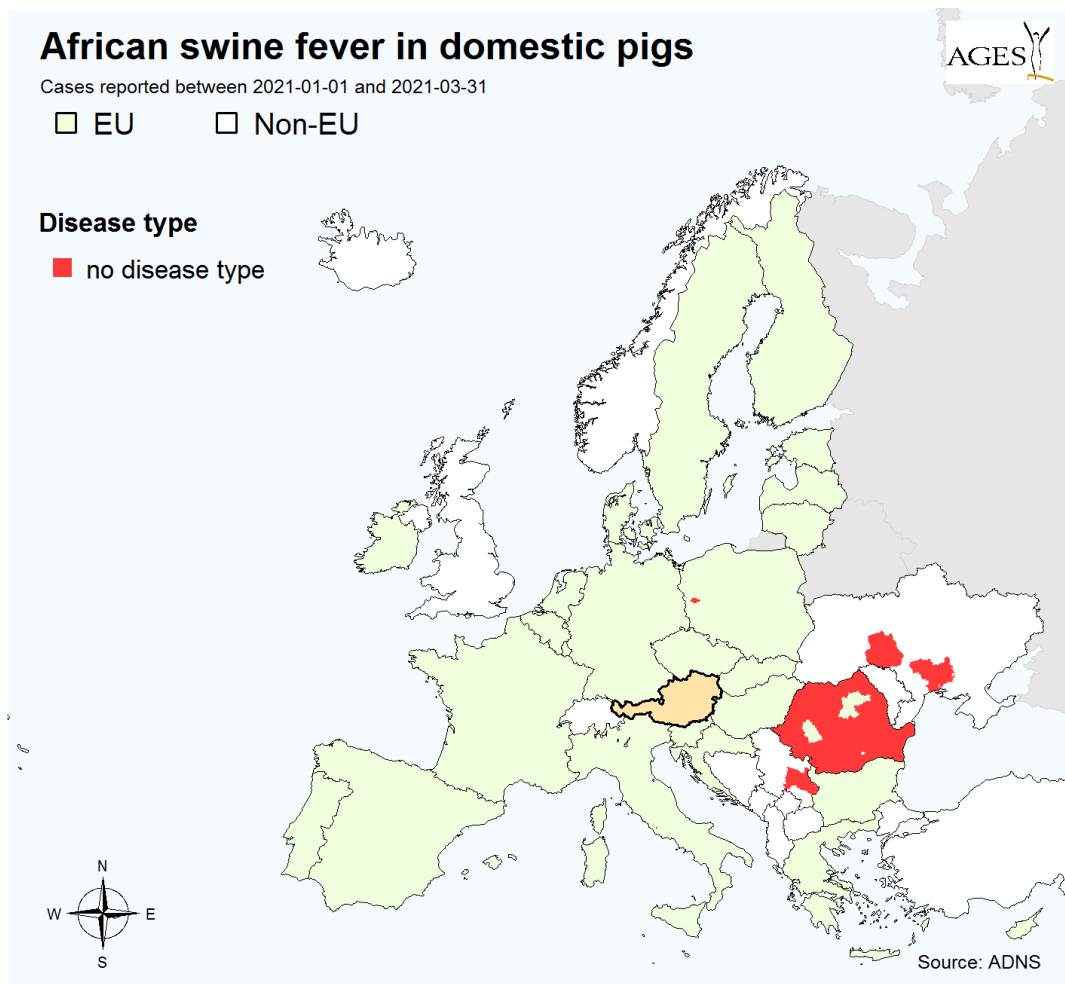 African swine fever in domestic pigs
Cases reported between 2021-01-01 and 2021-03-31
EU
Non-EU
AGES
Disease type
no disease type
N
W
E
S
Source: ADNS